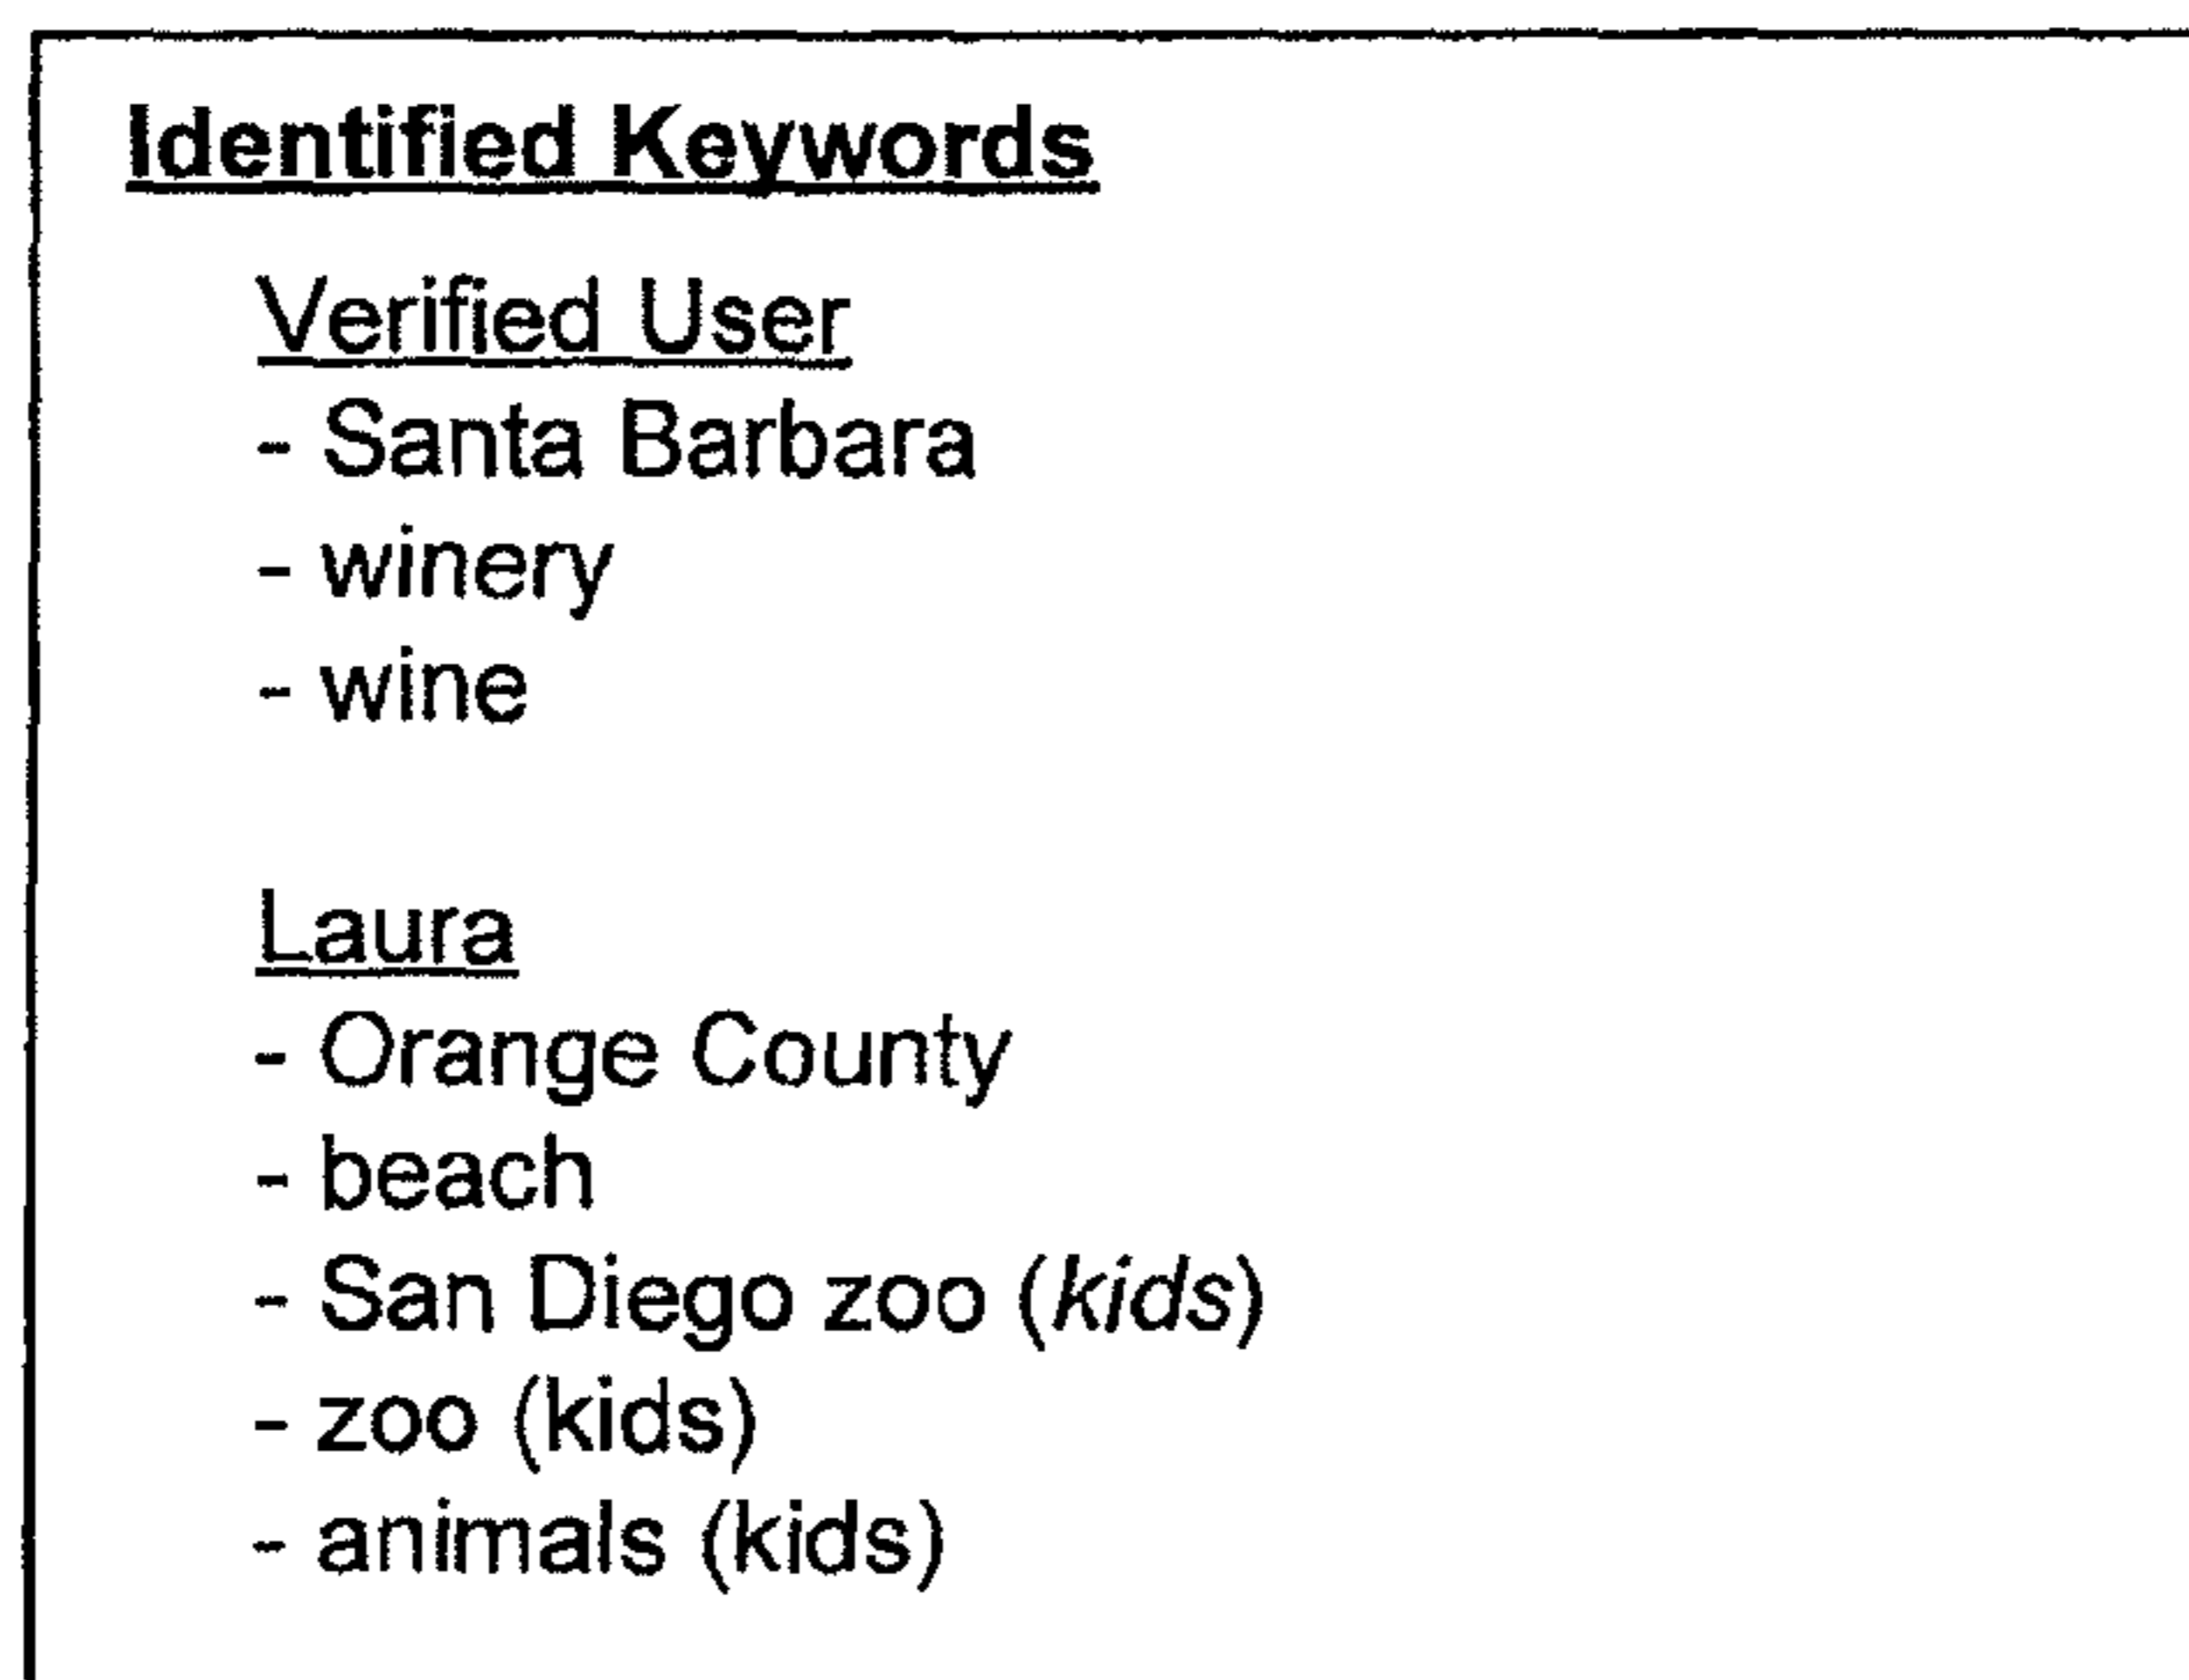 Identified Keywords
Verified User
- Santa Barbara
- winery
- wine
Laura
- Orange County
- beach
- San Diego zoo (kids)
- zoo (kids)
- animals (kids)